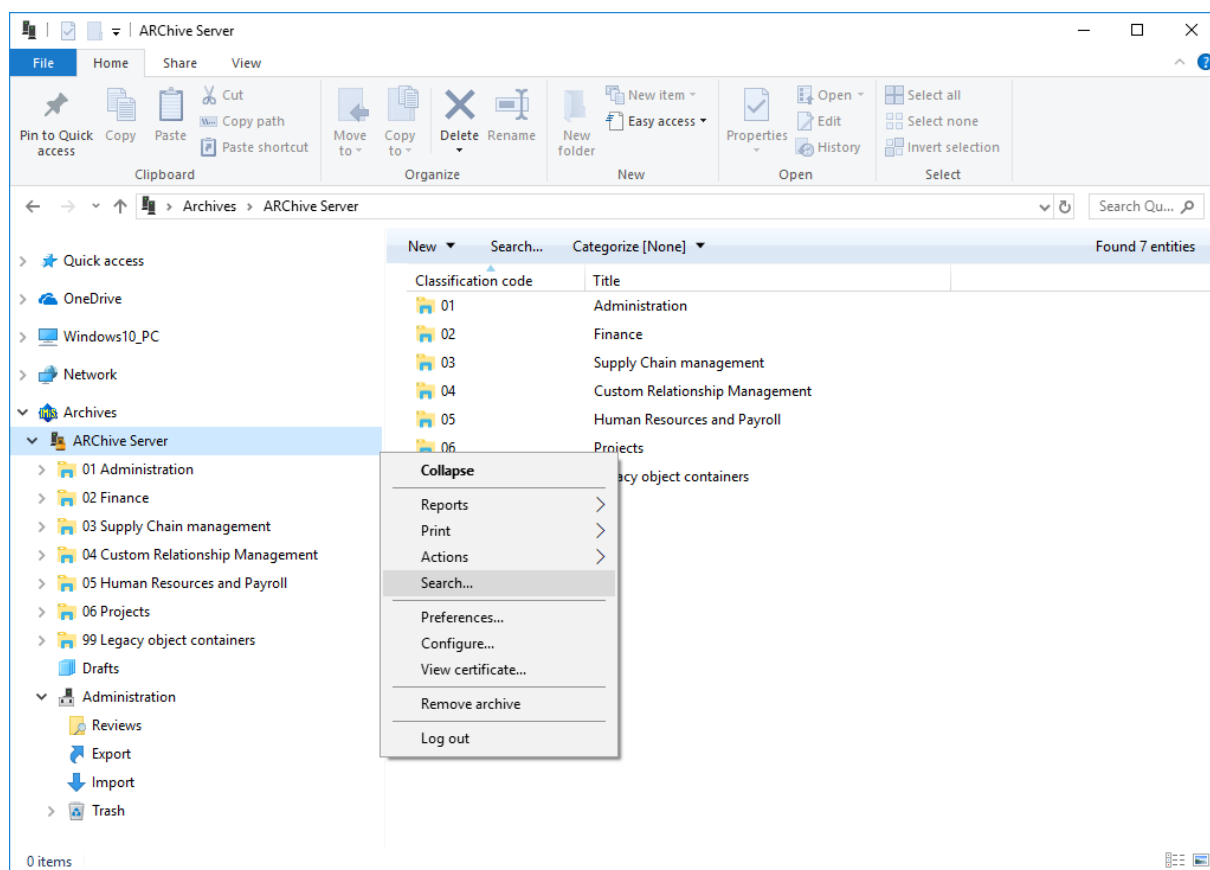 ARChive Server
File Home Share View
Pin to Quick access
Copy
Paste
Cut
Copy path
Paste shortcut
Clipboard
Move to
Copy to
Delete
Rename
Organize
New folder
New item
Easy access
New
Properties
Open
Edit
History
Open
Select all
Select none
Invert selection
Select
Archives > ARChive Server
Search Qu...
Quick access
OneDrive
Windows10_PC
Network
Archives
ARChive Server
01 Administration
02 Finance
03 Supply Chain management
04 Custom Relationship Management
05 Human Resources and Payroll
06 Projects
99 Legacy object containers
Drafts
Administration
Reviews
Export
Import
Trash
New Search... Categorize [None] Found 7 entities
Classification code Title
01 Administration
02 Finance
03 Supply Chain management
04 Custom Relationship Management
05 Human Resources and Payroll
06 Projects
object containers
Collapse
Reports
Print
Actions
Search...
Preferences...
Configure...
View certificate...
Remove archive
Log out
0 items